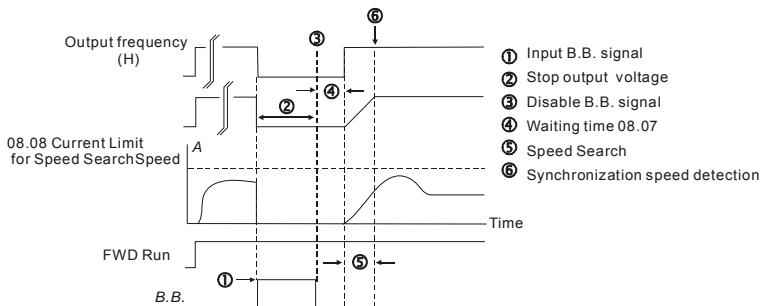 Output frequency
(H)
08.08 Current Limit
for Speed SearchSpeed
A
FWD Run
B.B.
Time
①
②
③
④
⑤
⑥
① Input B.B. signal
② Stop output voltage
③ Disable B.B. signal
④ Waiting time 08.07
⑤ Speed Search
⑥ Synchronization speed detection